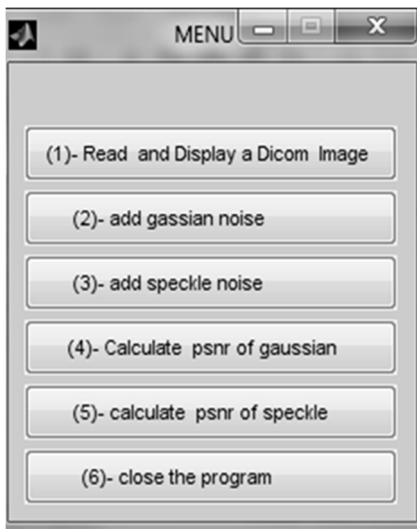 MENU
(1)- Read and Display a Dicom Image
(2)- add gassian noise
(3)- add speckle noise
(4)- Calculate psnr of gaussian
(5)- calculate psnr of speckle
(6)- close the program